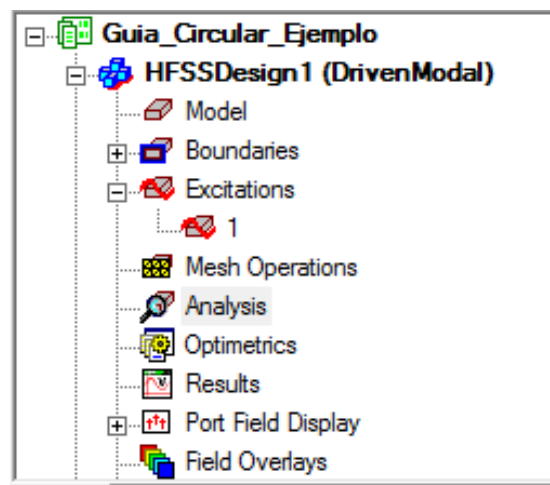 Guia_Circular_Ejemplo
HFSSDesign1 (DrivenModal)
Model
Boundaries
Excitations
1
Mesh Operations
Analysis
Optimetrics
Results
Port Field Display
Field Overlays